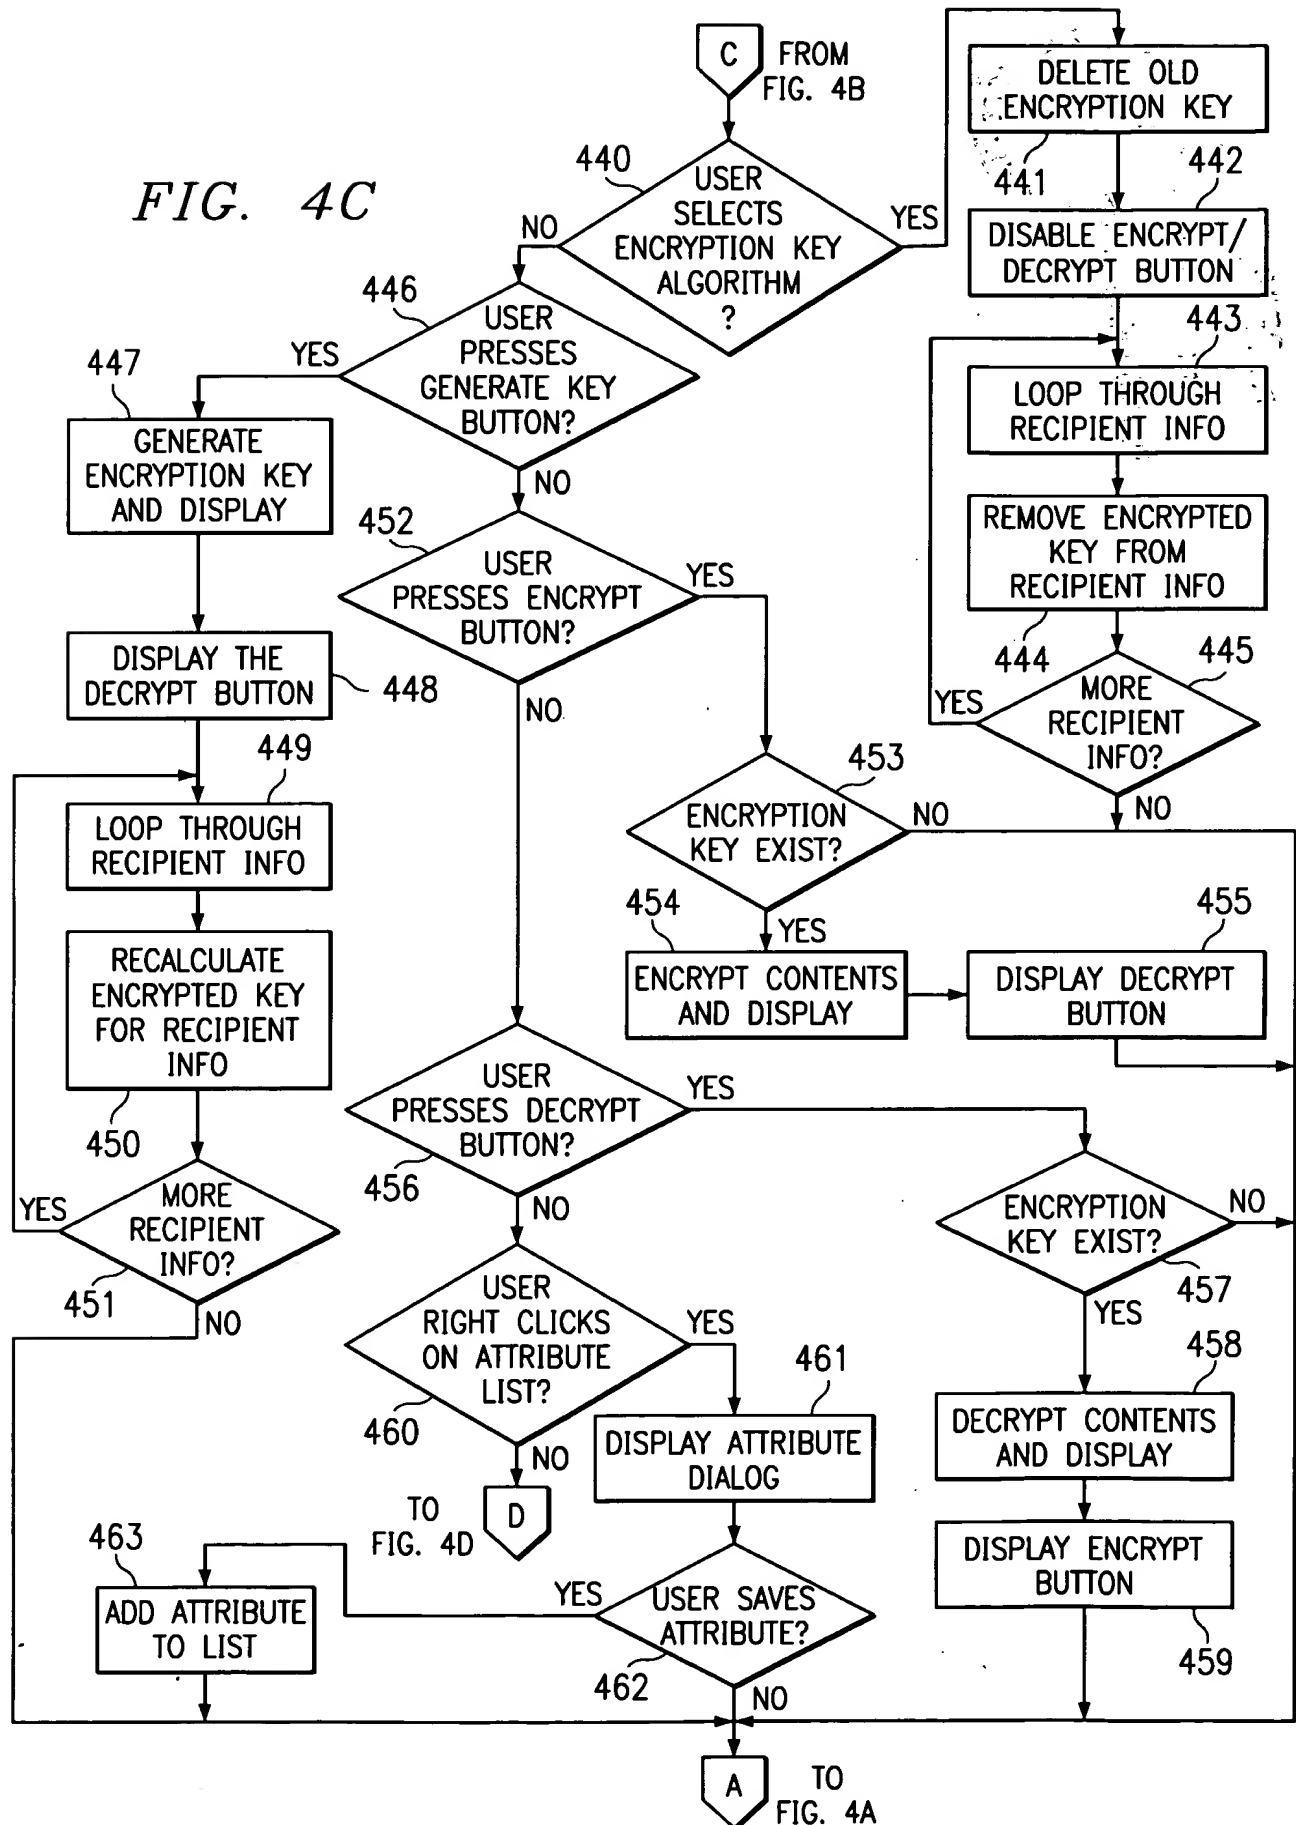 C
FROM
FIG. 4B
FIG. 4C
440
USER
SELECTS
ENCRYPTION KEY
ALGORITHM
?
NO
YES
DELETE OLD
ENCRYPTION KEY
441
442
DISABLE ENCRYPT/
DECRYPT BUTTON
443
LOOP THROUGH
RECIPIENT INFO
REMOVE ENCRYPTED
KEY FROM
RECIPIENT INFO
444
445
MORE
RECIPIENT
INFO?
YES
NO
446
USER
PRESSES
GENERATE KEY
BUTTON?
YES
NO
447
GENERATE
ENCRYPTION KEY
AND DISPLAY
DISPLAY THE
DECRYPT BUTTON
448
449
LOOP THROUGH
RECIPIENT INFO
RECALCULATE
ENCRYPTED KEY
FOR RECIPIENT
INFO
450
MORE
RECIPIENT
INFO?
YES
451
NO
452
USER
PRESSES ENCRYPT
BUTTON?
YES
NO
453
ENCRYPTION
KEY EXIST?
NO
YES
454
ENCRYPT CONTENTS
AND DISPLAY
455
DISPLAY DECRYPT
BUTTON
USER
PRESSES DECRYPT
BUTTON?
YES
456
NO
ENCRYPTION
KEY EXIST?
NO
457
YES
458
DECRYPT CONTENTS
AND DISPLAY
DISPLAY ENCRYPT
BUTTON
459
USER
RIGHT CLICKS
ON ATTRIBUTE
LIST?
YES
460
NO
461
DISPLAY ATTRIBUTE
DIALOG
TO
FIG. 4D
D
USER SAVES
ATTRIBUTE?
YES
462
NO
463
ADD ATTRIBUTE
TO LIST
A
TO
FIG. 4A